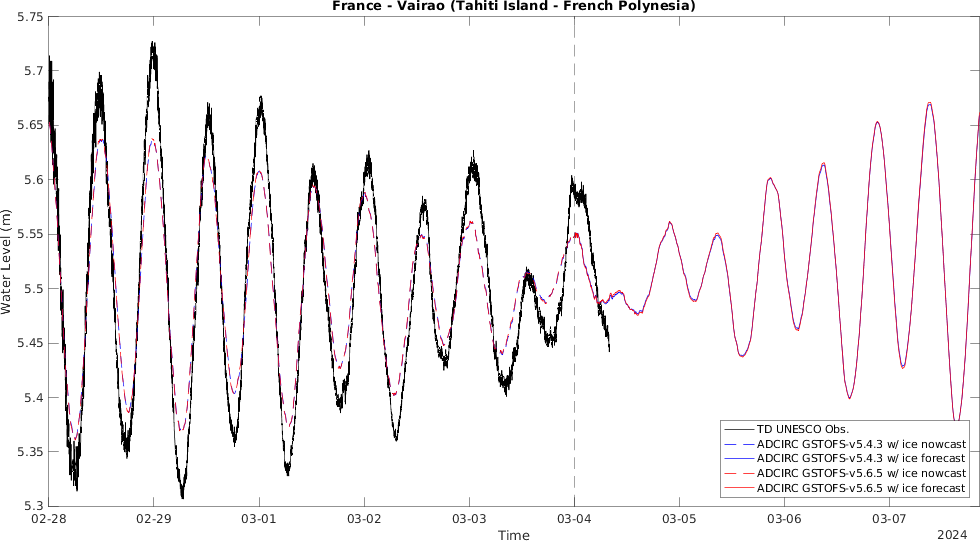 France - Vairao (Tahiti Island - French Polynesia)
Water Level (m)
5.75
5.7
5.65
5.6
5.55
5.5
5.45
5.4
5.35
5.3
02-28 02-29 03-01 03-02 03-03 03-04 03-05 03-06 03-07
Time
2024
TD UNESCO Obs.
ADCIRC GSTOFS-v5.4.3 w/ ice nowcast
ADCIRC GSTOFS-v5.4.3 w/ ice forecast
ADCIRC GSTOFS-v5.6.5 w/ ice nowcast
ADCIRC GSTOFS-v5.6.5 w/ ice forecast